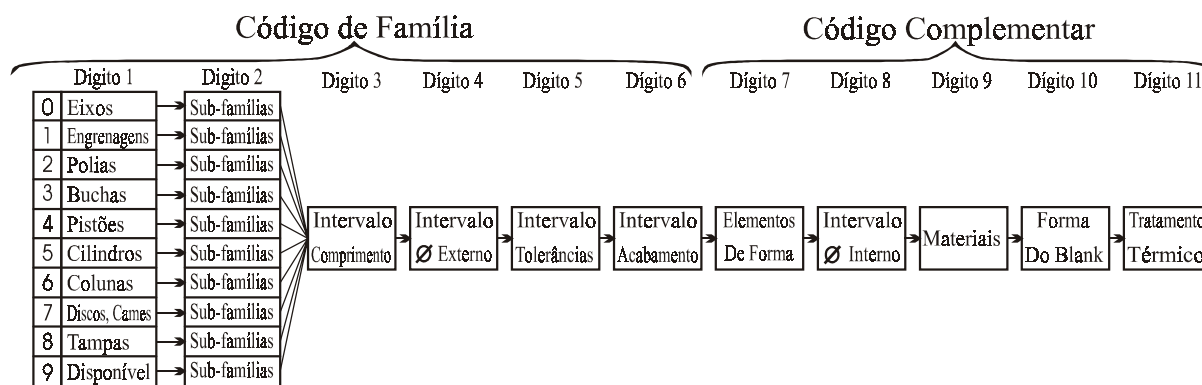 Código de Família
Código Complementar
Dígito 1
Dígito 2
Dígito 3
Dígito 4
Dígito 5
Dígito 6
Dígito 7
Dígito 8
Dígito 9
Dígito 10
Dígito 11
0 Eixos Sub-famílias
1 Engrenagens Sub-famílias
2 Polias Sub-famílias
3 Buchas Sub-famílias
4 Pistões Sub-famílias
5 Cilindros Sub-famílias
6 Colunas Sub-famílias
7 Discos, Cames Sub-famílias
8 Tampas Sub-famílias
9 Disponível Sub-famílias
Intervalo
Comprimento
Intervalo
Ø Externo
Intervalo
Tolerâncias
Intervalo
Acabamento
Elementos
De Forma
Intervalo
Ø Interno
Materiais
Forma
Do Blank
Tratamento
Térmico